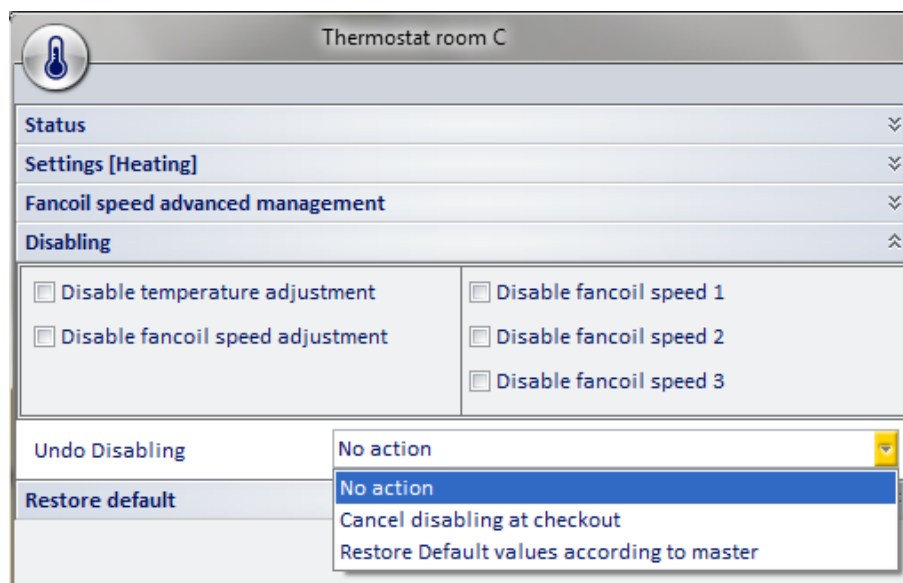 Thermostat room C
Status
Settings [Heating]
Fancoil speed advanced management
Disabling
Disable temperature adjustment
Disable fancoil speed adjustment
Disable fancoil speed 1
Disable fancoil speed 2
Disable fancoil speed 3
Undo Disabling
No action
No action
Cancel disabling at checkout
Restore Default values according to master
Restore default